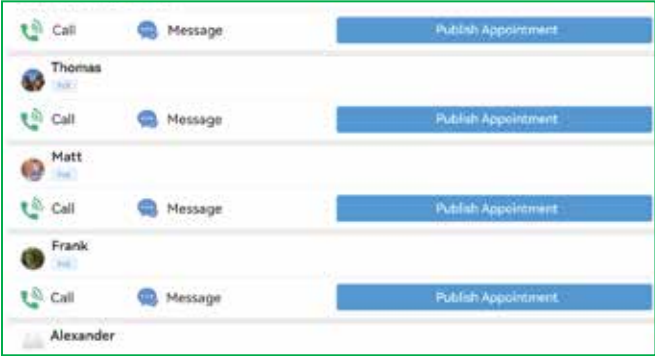 Call Message Publish Appointment
Thomas
Call Message Publish Appointment
Matt
Call Message Publish Appointment
Frank
Call Message Publish Appointment
Alexander